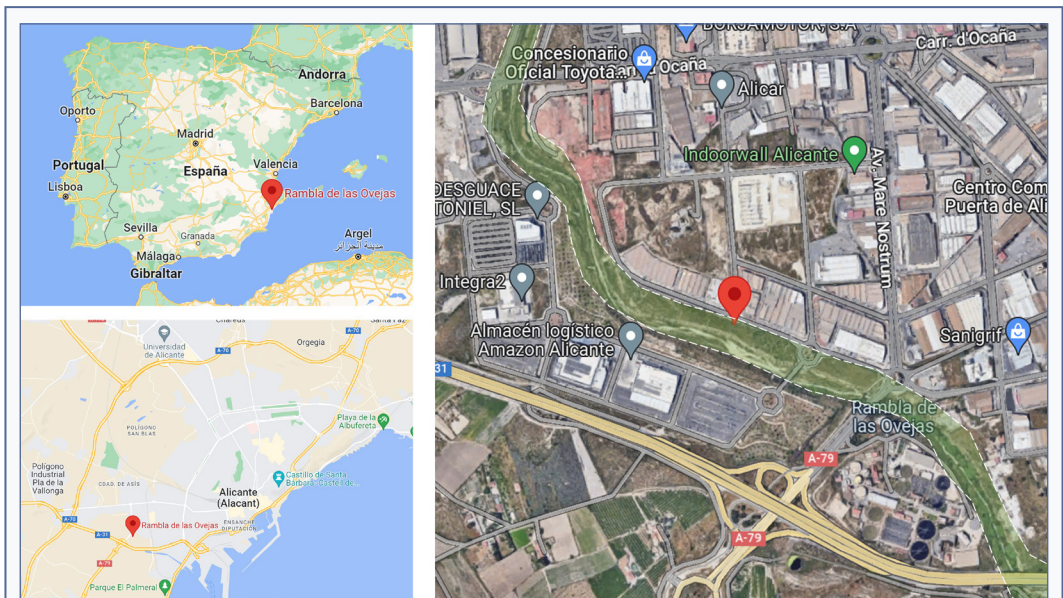 Andorra
Barcelona
Oporto
Madrid
Portugal
España
Valencia
Lisboa
Rambla de las Ovejas
Sevilla
Granada
Argel
مدينة الجزائر
Málaga
Gibraltar
A-76
Universidad
de Alicante
A-70
Orgegia
POLÍGONO
SAN BLAS
Playa de la
Albufereta
Polígono
Industrial
Pla de la
Vallonga
CDAD. DE ASÍS
Castillo de Santa
Alicante
(Alacant)
A-70
A-31
Rambla de las Ovejas
ENSANCHE
DIPUTACIÓN
A-79
Parque El Palmeral
Concesionario
Oficial Toyota...
d'Ocaña
Carr. d'Ocaña
Alicar
Indoorwall Alicante
Av. Mare Nostrum
DESGUACE
TONIEL, SL
Centro Com
Puerta de Ali
Integra2
Almacén logístico
Amazon Alicante
Sanigrif
31
Rambla de
las Ovejas
A-79
A-79